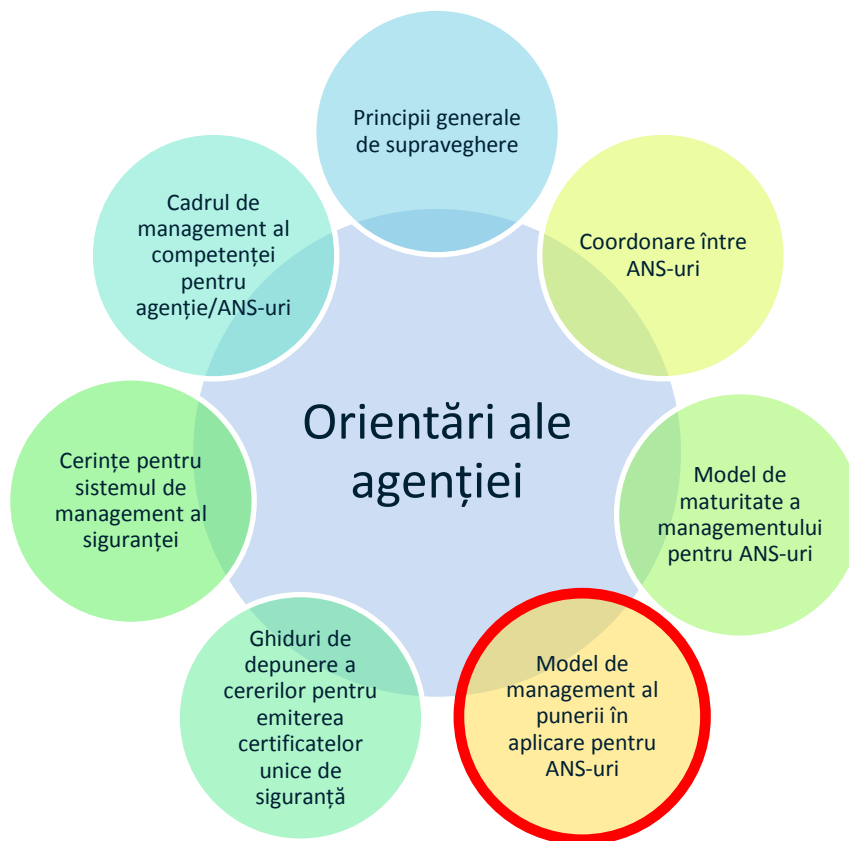 Principii generale
de supraveghere
Coordonare între
ANS-uri
Model de
maturitate a
managementului
pentru ANS-uri
Model de
management al
punerii în
aplicare pentru
ANS-uri
Ghiduri de
depunere a
cererilor pentru
emiterea
certificatelor
unice de
siguranță
Cerințe pentru
sistemul de
management al
siguranței
Cadrul de
management al
competenței
pentru
agenție/ANS-uri
Orientări ale
agenției